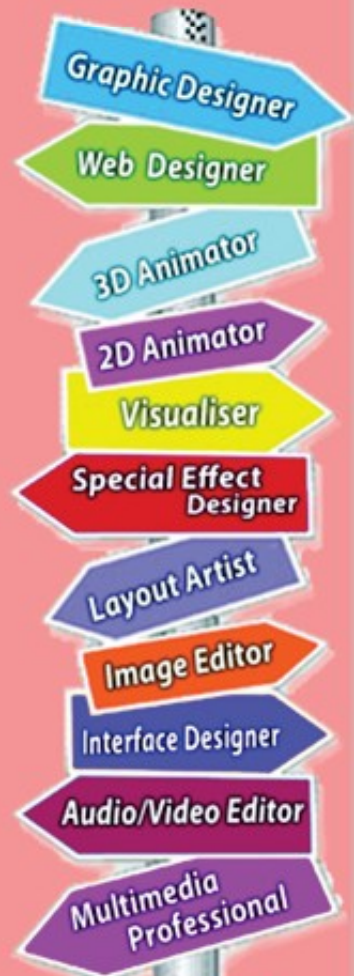 Graphic Designer
Web Designer
3D Animator
2D Animator
Visualiser
Special Effect
Designer
Layout Artist
Image Editor
Interface Designer
Audio/Video Editor
Multimedia
Professional